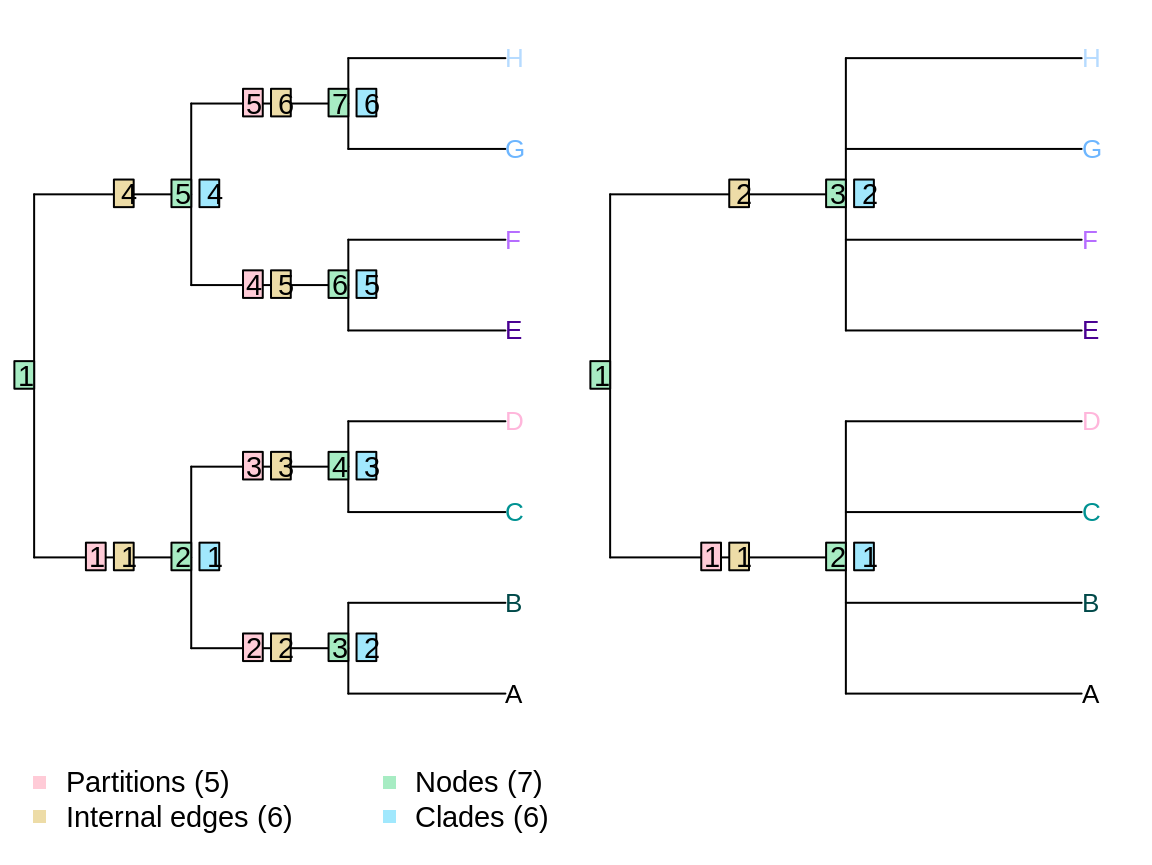 H H
5 6 7 6
G G
4 5 4 2 3 2
F F
4 5 6 5
E E
1 1
D D
3 3 4 3
C C
1 1 2 1 1 1 2 1
B B
2 2 3 2
A A
Partitions (5) Nodes (7)
Internal edges (6) Clades (6)